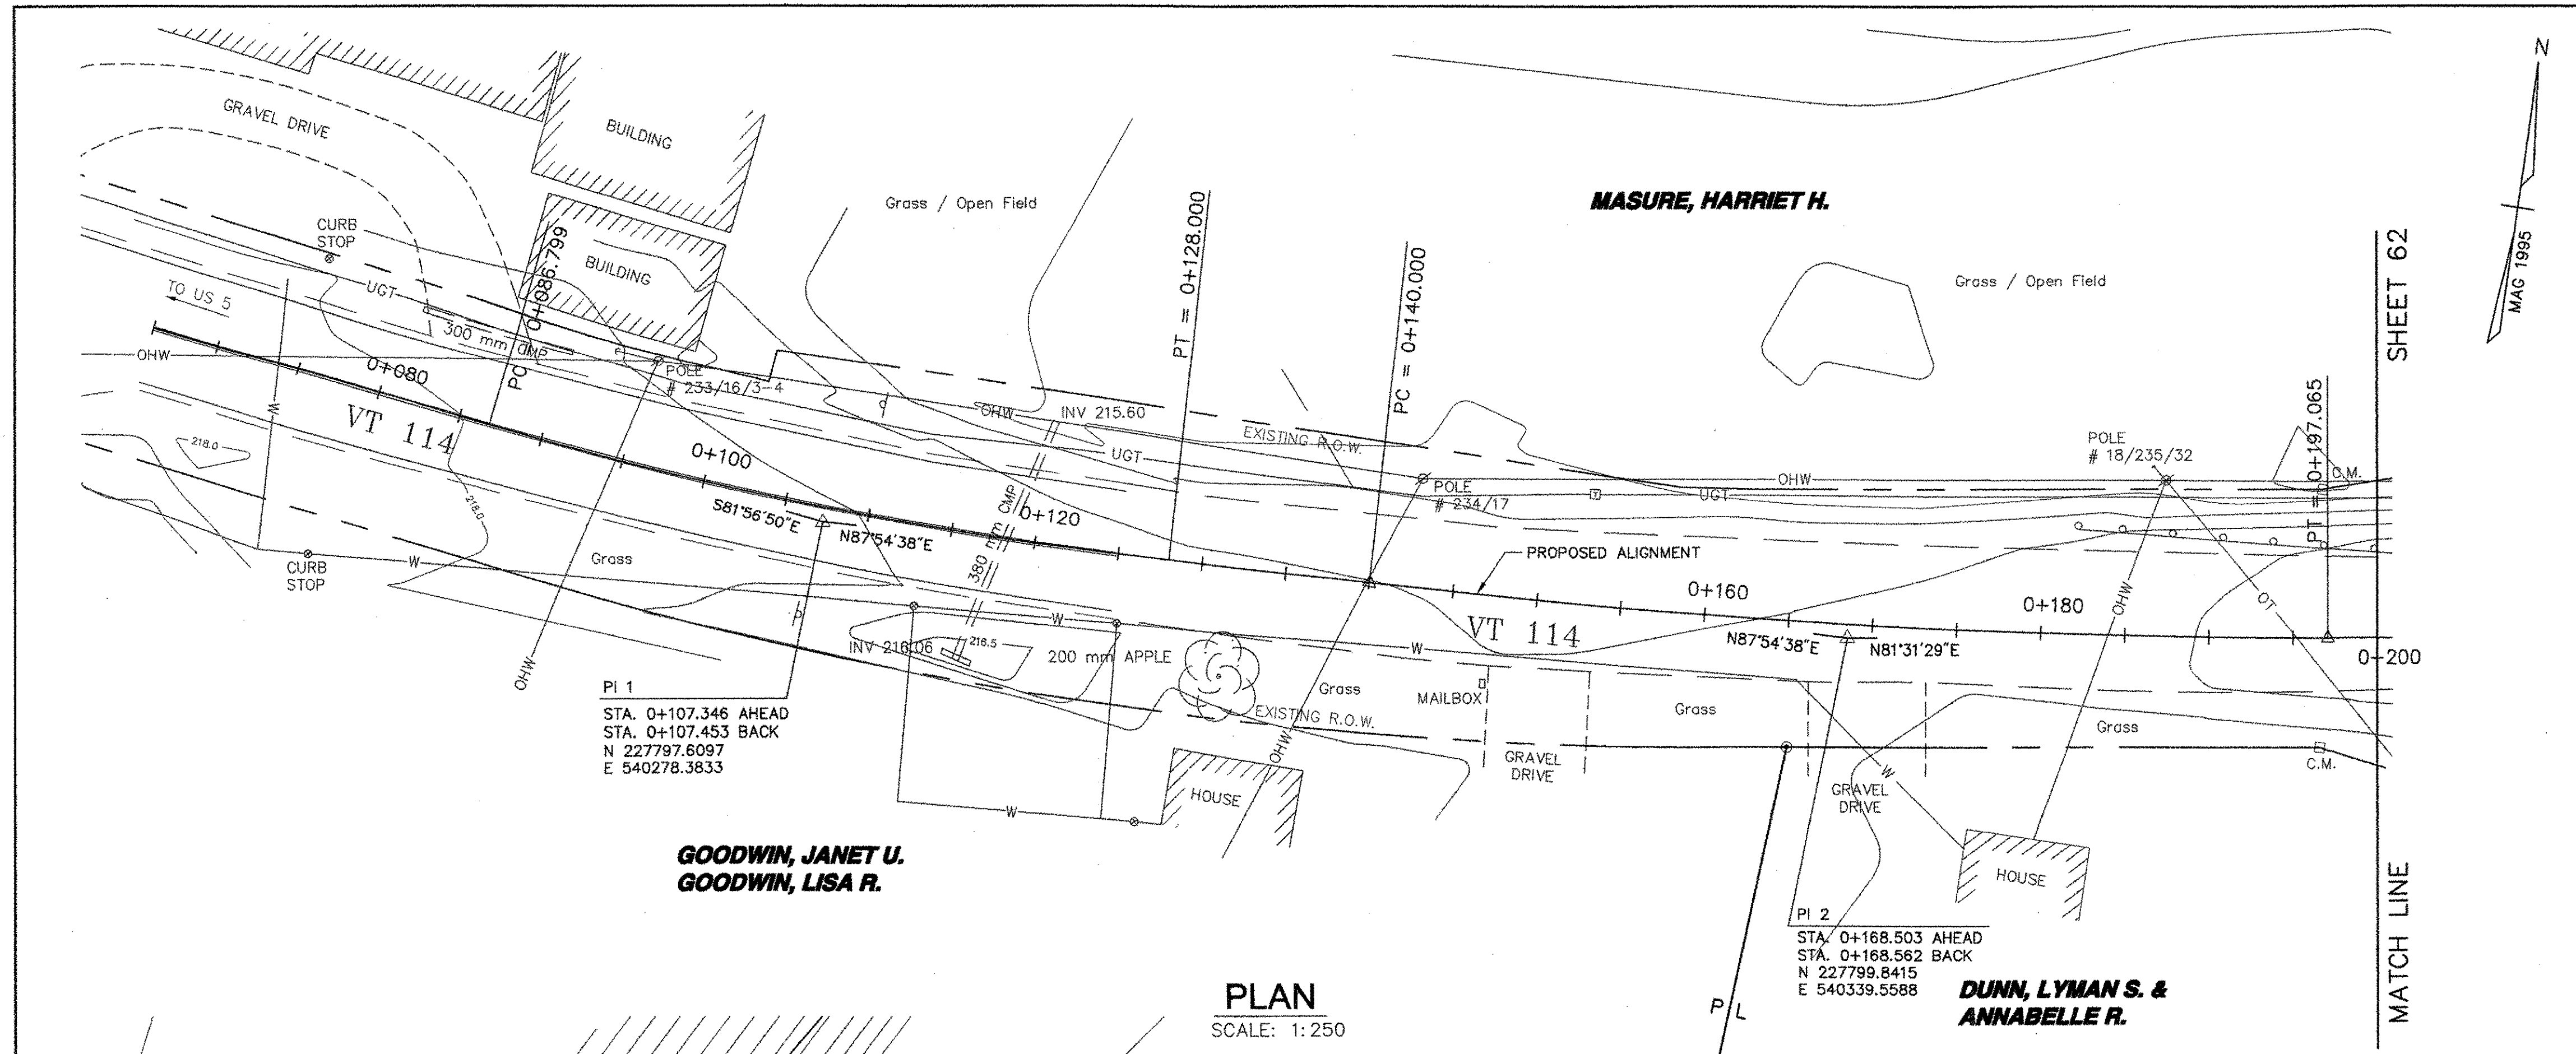 GRAVEL DRIVE
BUILDING
BUILDING
CURB
STOP
TO US 5
UGT
300 mm CMP
OHW
0+080
VT 114
PC 0+086.799
POLE
# 233/16/3-4
Grass / Open Field
MASURE, HARRIET H.
Grass / Open Field
N
MAG 1995
SHEET 62
PT = 0+128.000
PC = 0+140.000
PT = 0+197.065
OHW
INV 215.60
EXISTING R.O.W.
UGT
POLE
# 234/17
OHW
UGT
POLE
# 18/235/32
C.M.
W
218.0
218.0
0+100
S81°56'50"E
N87°54'38"E
380 mm CMP
0+120
PROPOSED ALIGNMENT
0+160
0+180
0+200
VT 114
N87°54'38"E
N81°31'29"E
OHW
OT
CURB
STOP
W
Grass
OHW
INV 216.06
216.5
W
200 mm APPLE
W
Grass
MAILBOX
EXISTING R.O.W.
OHW
GRAVEL
DRIVE
Grass
W
GRAVEL
DRIVE
Grass
C.M.
PI 1
STA. 0+107.346 AHEAD
STA. 0+107.453 BACK
N 227797.6097
E 540278.3833
W
HOUSE
HOUSE
GOODWIN, JANET U.
GOODWIN, LISA R.
PI 2
STA. 0+168.503 AHEAD
STA. 0+168.562 BACK
N 227799.8415
E 540339.5588
DUNN, LYMAN S. &
ANNABELLE R.
P L
MATCH LINE
PLAN
SCALE: 1:250